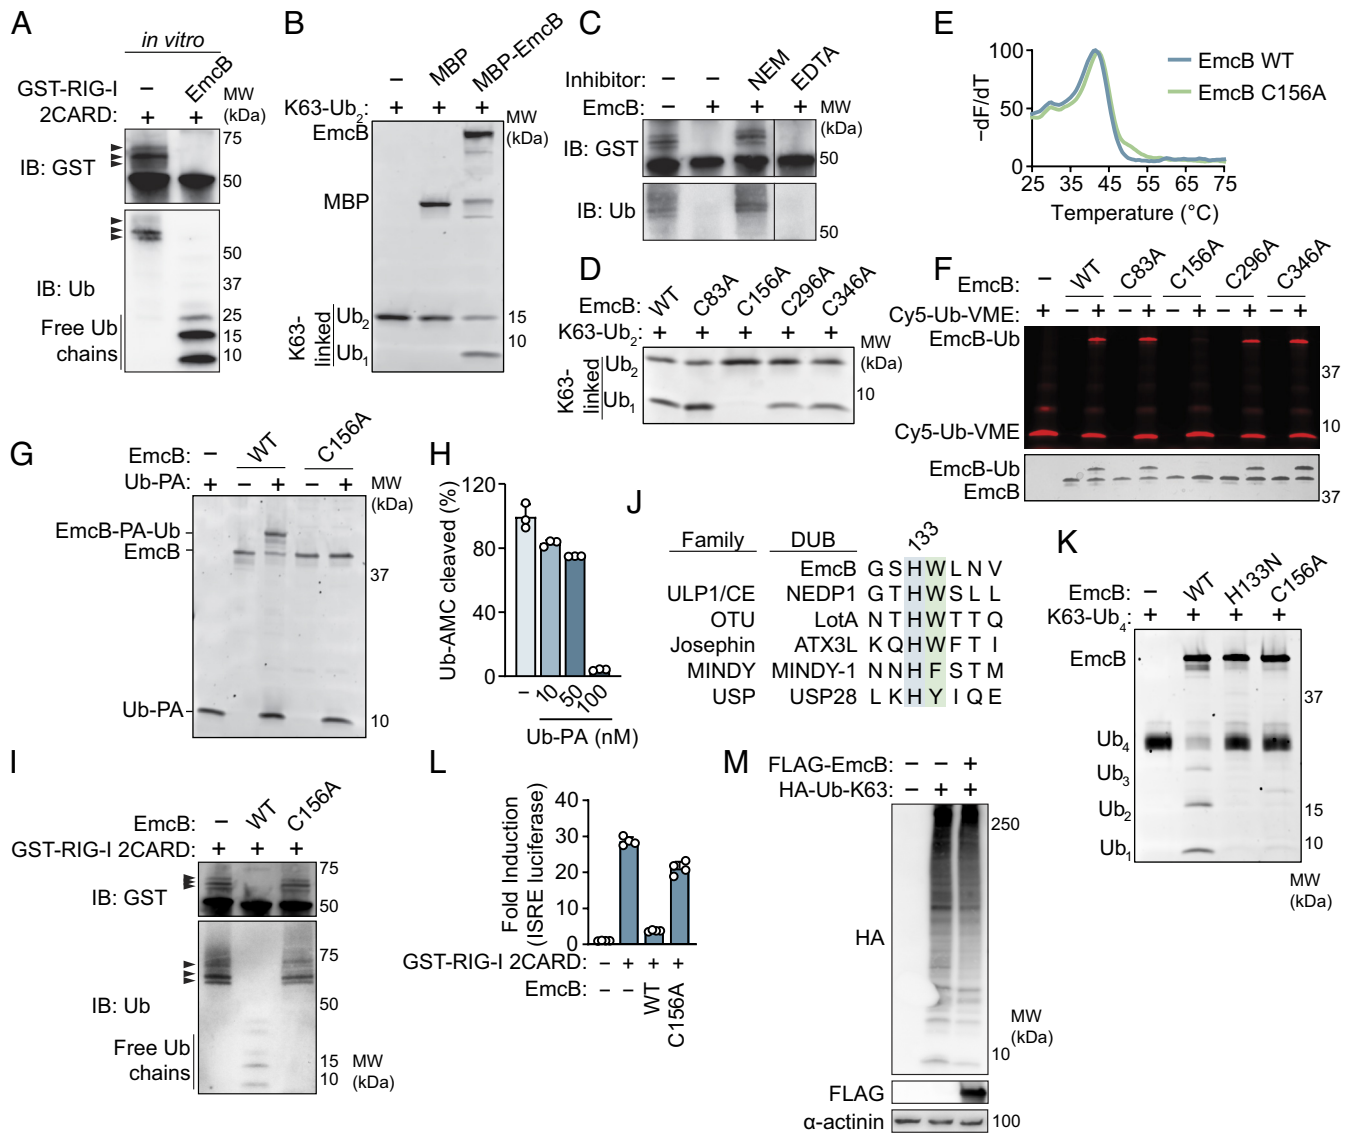 A
in vitro
GST-RIG-I 2CARD: – +
EmcB +
MW (kDa)
IB: GST
75
50
IB: Ub
50
37
25
15
10
Free Ub chains
B
– MBP MBP-EmcB
K63-Ub2: + + +
MW (kDa)
EmcB
MBP
K63-linked
Ub2
Ub1
15
10
C
Inhibitor: – – NEM EDTA
EmcB: – + + +
MW (kDa)
IB: GST
50
IB: Ub
50
D
EmcB: WT C83A C156A C296A C346A
K63-Ub2: + + + + +
MW (kDa)
K63-linked
Ub2
Ub1
10
E
–dF/dT
100
50
0
25 35 45 55 65 75
Temperature (°C)
EmcB WT
EmcB C156A
F
EmcB: – WT C83A C156A C296A C346A
Cy5-Ub-VME: + – + – + – + – + – +
EmcB-Ub
37
10
Cy5-Ub-VME
EmcB-Ub
EmcB
37
G
EmcB: – WT C156A
Ub-PA: + – + – +
MW (kDa)
EmcB-PA-Ub
EmcB
37
Ub-PA
10
H
Ub-AMC cleaved (%)
120
80
40
0
– 10 50 100
Ub-PA (nM)
J
133
Family DUB
EmcB G S H W L N V
ULP1/CE NEDP1 G T H W S L L
OTU LotA N T H W T T Q
Josephin ATX3L K Q H W F T I
MINDY MINDY-1 N N H F S T M
USP USP28 L K H Y I Q E
K
EmcB: – WT H133N C156A
K63-Ub4: + + + +
EmcB
37
Ub4
Ub3
Ub2
15
Ub1
10
MW (kDa)
I
EmcB: – WT C156A
GST-RIG-I 2CARD: + + +
IB: GST
75
50
IB: Ub
75
50
Free Ub chains
15
10
MW (kDa)
L
Fold Induction
(ISRE luciferase)
40
30
20
10
0
GST-RIG-I 2CARD: – + + +
EmcB: – – WT C156A
M
FLAG-EmcB: – – +
HA-Ub-K63: – + +
250
HA
MW (kDa)
10
FLAG
α-actinin
100